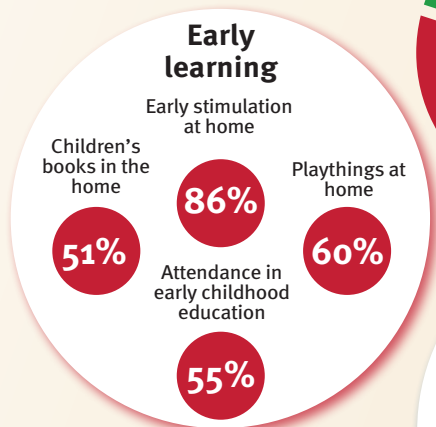 Early
learning
Early stimulation
at home
86%
Children’s
books in the
home
51%
Playthings at
home
60%
Attendance in
early childhood
education
55%